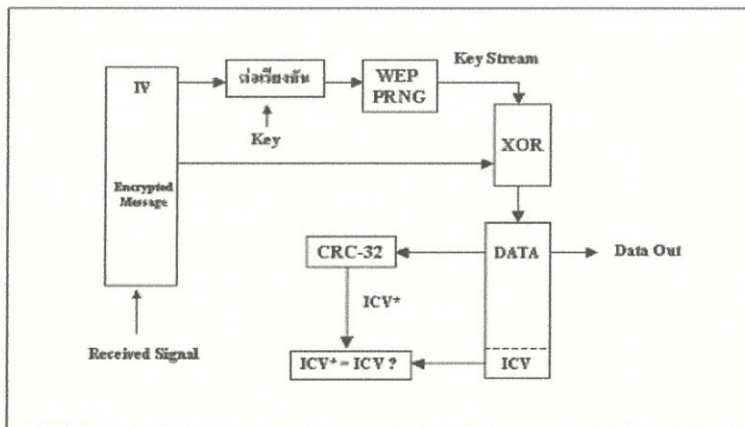 Key Stream
IV
ต่อเรียงกัน
WEP
PRNG
Key
XOR
Encrypted
Message
CRC-32
DATA
Data Out
ICV*
Received Signal
ICV* = ICV ?
ICV